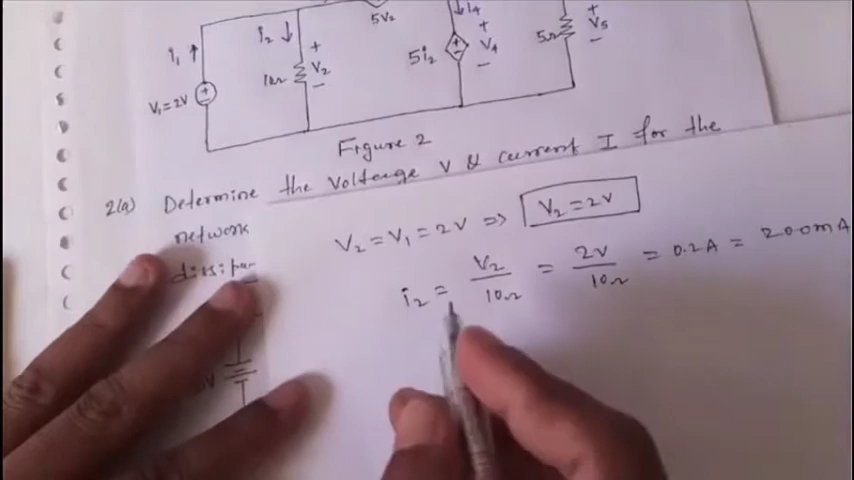 5V2
i4
i1
i2
+
V2
-
10Ω
V1=2V
5i2
+
V4
-
5Ω
+
V5
-
Figure 2
2(a) Determine the voltage V & current I for the
network
V2 = V1 = 2V => V2 = 2V
i2 = V2/10Ω = 2V/10Ω = 0.2A = 200mA